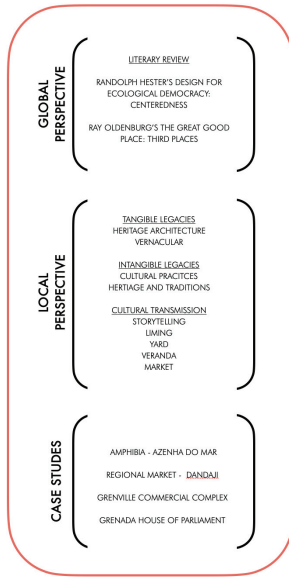 GLOBAL
PERSPECTIVE
LITERARY REVIEW
RANDOLPH HESTER'S DESIGN FOR
ECOLOGICAL DEMOCRACY:
CENTEREDNESS
RAY OLDENBURG'S THE GREAT GOOD
PLACE: THIRD PLACES
LOCAL
PERSPECTIVE
TANGIBLE LEGACIES
HERITAGE ARCHITECTURE
VERNACULAR
INTANGIBLE LEGACIES
CULTURAL PRACITCES
HERTIAGE AND TRADITIONS
CULTURAL TRANSMISSION
STORYTELLING
LIMING
YARD
VERANDA
MARKET
CASE STUDES
AMPHIBIA - AZENHA DO MAR
REGIONAL MARKET - DANDAJI
GRENVILLE COMMERCIAL COMPLEX
GRENADA HOUSE OF PARLIAMENT